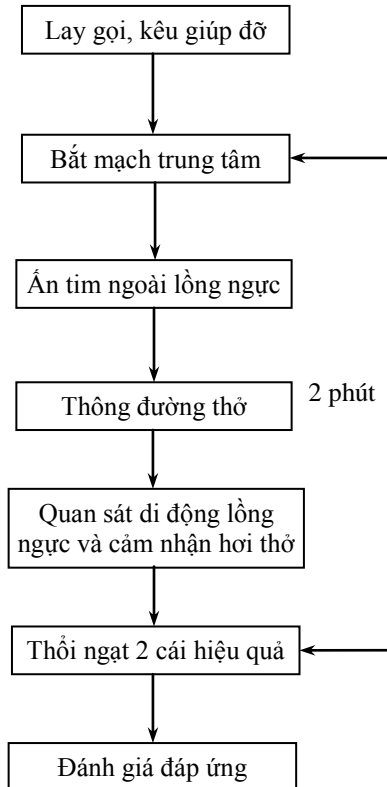 Lay gọi, kêu giúp đỡ
Bắt mạch trung tâm
Ấn tim ngoài lồng ngực
Thông đường thở
2 phút
Quan sát di động lồng
ngực và cảm nhận hơi thở
Thổi ngạt 2 cái hiệu quả
Đánh giá đáp ứng